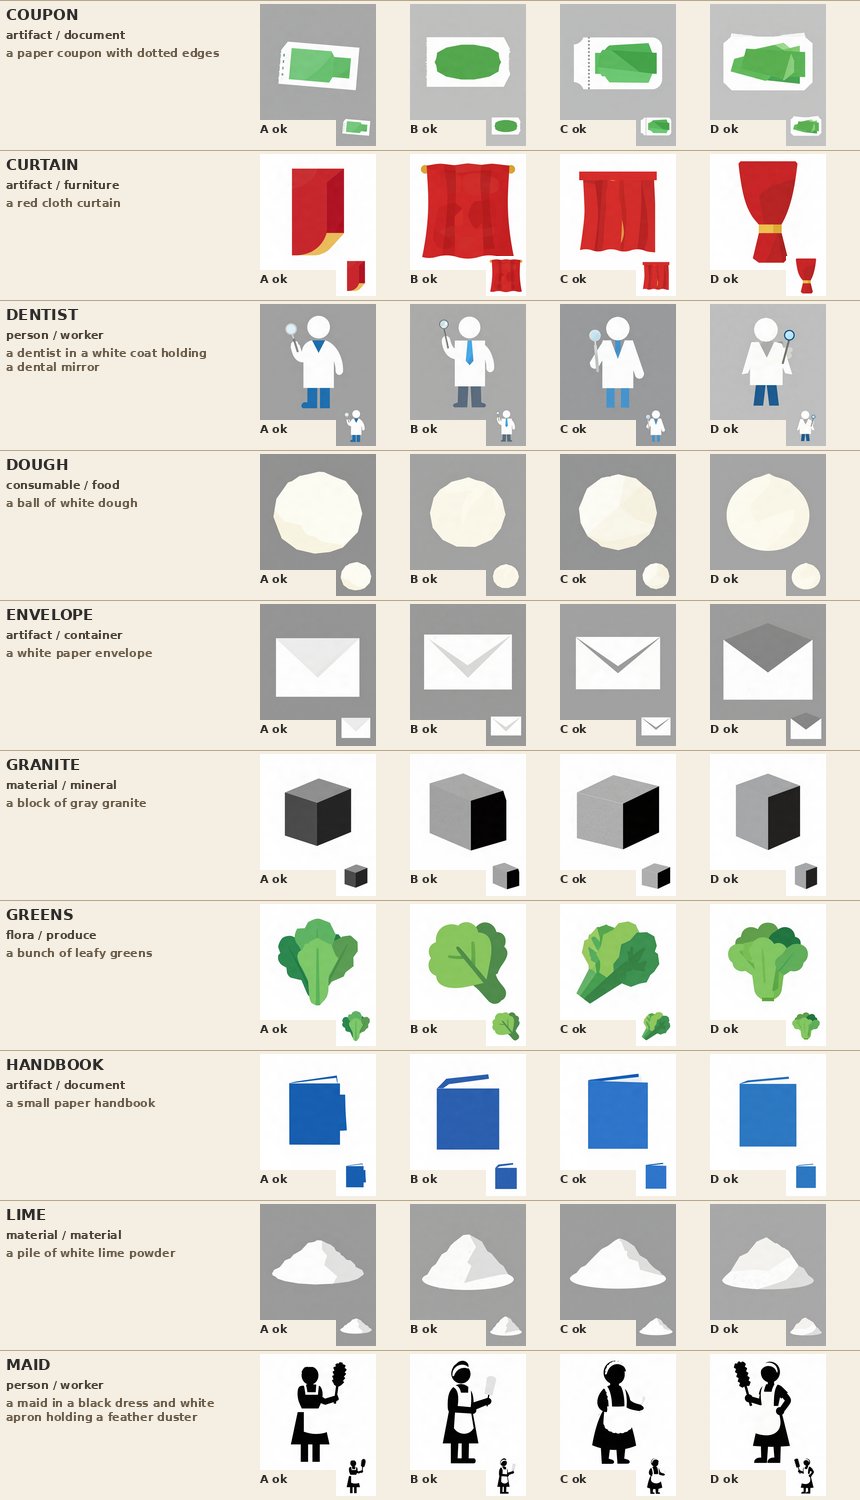 COUPON
artifact / document
a paper coupon with dotted edges
A ok
B ok
C ok
D ok
CURTAIN
artifact / furniture
a red cloth curtain
A ok
B ok
C ok
D ok
DENTIST
person / worker
a dentist in a white coat holding
a dental mirror
A ok
B ok
C ok
D ok
DOUGH
consumable / food
a ball of white dough
A ok
B ok
C ok
D ok
ENVELOPE
artifact / container
a white paper envelope
A ok
B ok
C ok
D ok
GRANITE
material / mineral
a block of gray granite
A ok
B ok
C ok
D ok
GREENS
flora / produce
a bunch of leafy greens
A ok
B ok
C ok
D ok
HANDBOOK
artifact / document
a small paper handbook
A ok
B ok
C ok
D ok
LIME
material / material
a pile of white lime powder
A ok
B ok
C ok
D ok
MAID
person / worker
a maid in a black dress and white
apron holding a feather duster
A ok
B ok
C ok
D ok